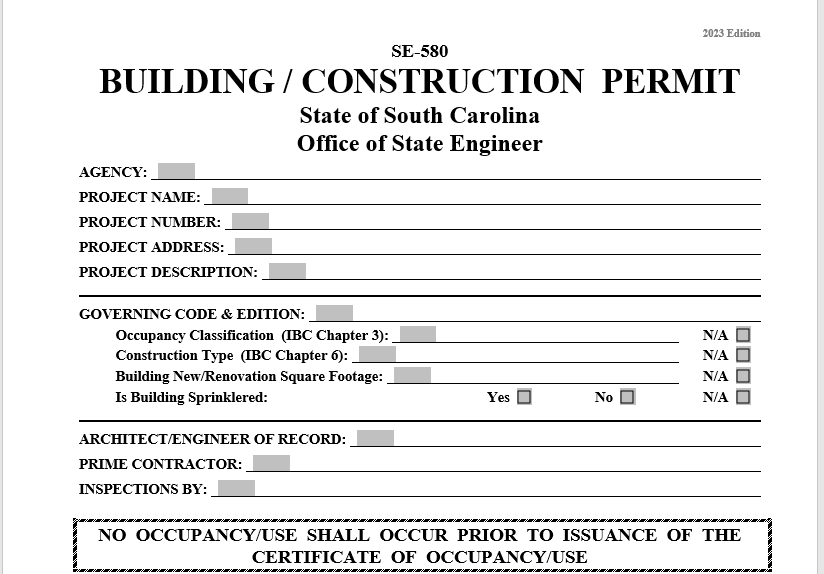 2023 Edition
SE-580
BUILDING / CONSTRUCTION PERMIT
State of South Carolina
Office of State Engineer
AGENCY:
PROJECT NAME:
PROJECT NUMBER:
PROJECT ADDRESS:
PROJECT DESCRIPTION:
GOVERNING CODE & EDITION:
Occupancy Classification (IBC Chapter 3): N/A
Construction Type (IBC Chapter 6): N/A
Building New/Renovation Square Footage: N/A
Is Building Sprinklered: Yes No N/A
ARCHITECT/ENGINEER OF RECORD:
PRIME CONTRACTOR:
INSPECTIONS BY:
NO OCCUPANCY/USE SHALL OCCUR PRIOR TO ISSUANCE OF THE
CERTIFICATE OF OCCUPANCY/USE